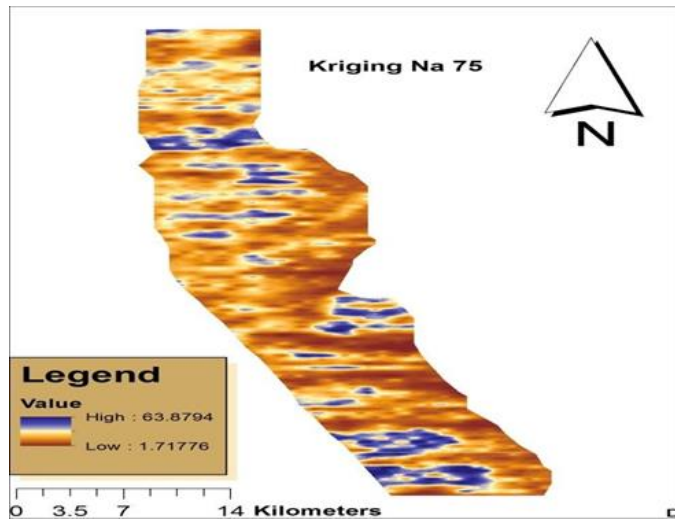 Kriging Na 75
N
Legend
Value
High : 63.8794
Low : 1.71776
0 3.5 7 14 Kilometers